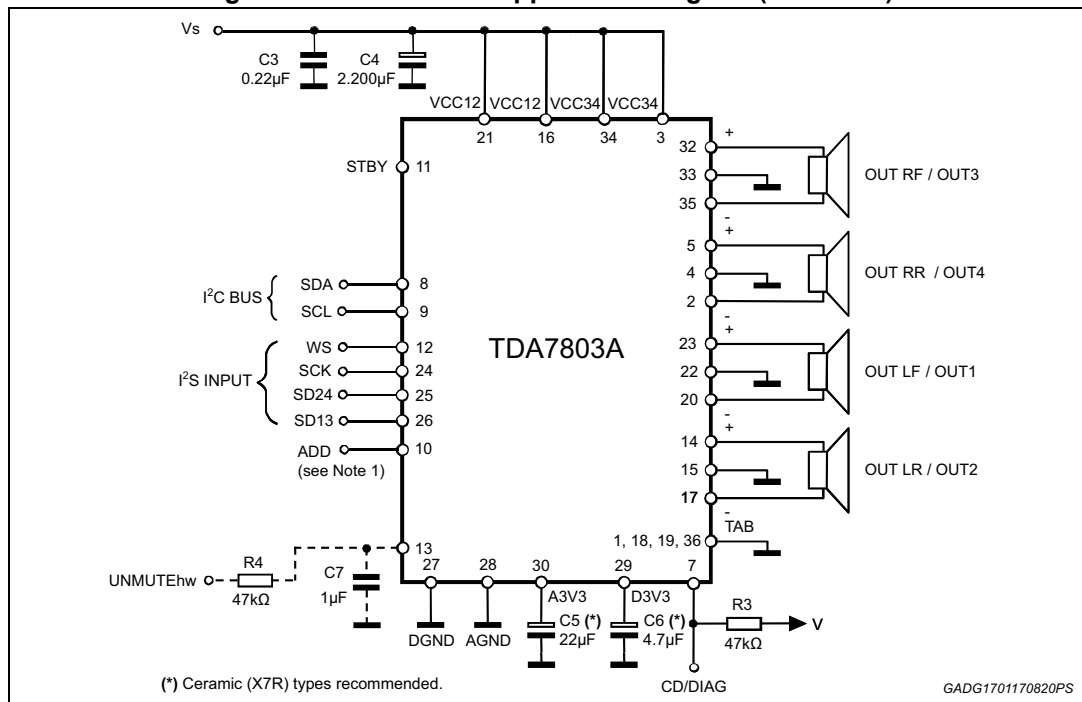 Vs
C3
0.22µF
C4
2.200µF
VCC12 VCC12 VCC34 VCC34
21 16 34 3
STBY 11
32 +
33
35
-
OUT RF / OUT3
+
5
4
2
-
OUT RR / OUT4
+
23
22
20
-
OUT LF / OUT1
+
14
15
17
-
OUT LR / OUT2
TAB
1, 18, 19, 36
I²C BUS
SDA 8
SCL 9
I²S INPUT
WS 12
SCK 24
SD24 25
SD13 26
ADD 10
(see Note 1)
TDA7803A
13
UNMUTEhw
R4
47kΩ
C7
1µF
27 28 30 29 7
DGND
AGND
A3V3
C5 (*)
22µF
D3V3
C6 (*)
4.7µF
R3
47kΩ
V
CD/DIAG
(*) Ceramic (X7R) types recommended.
GADG1701170820PS